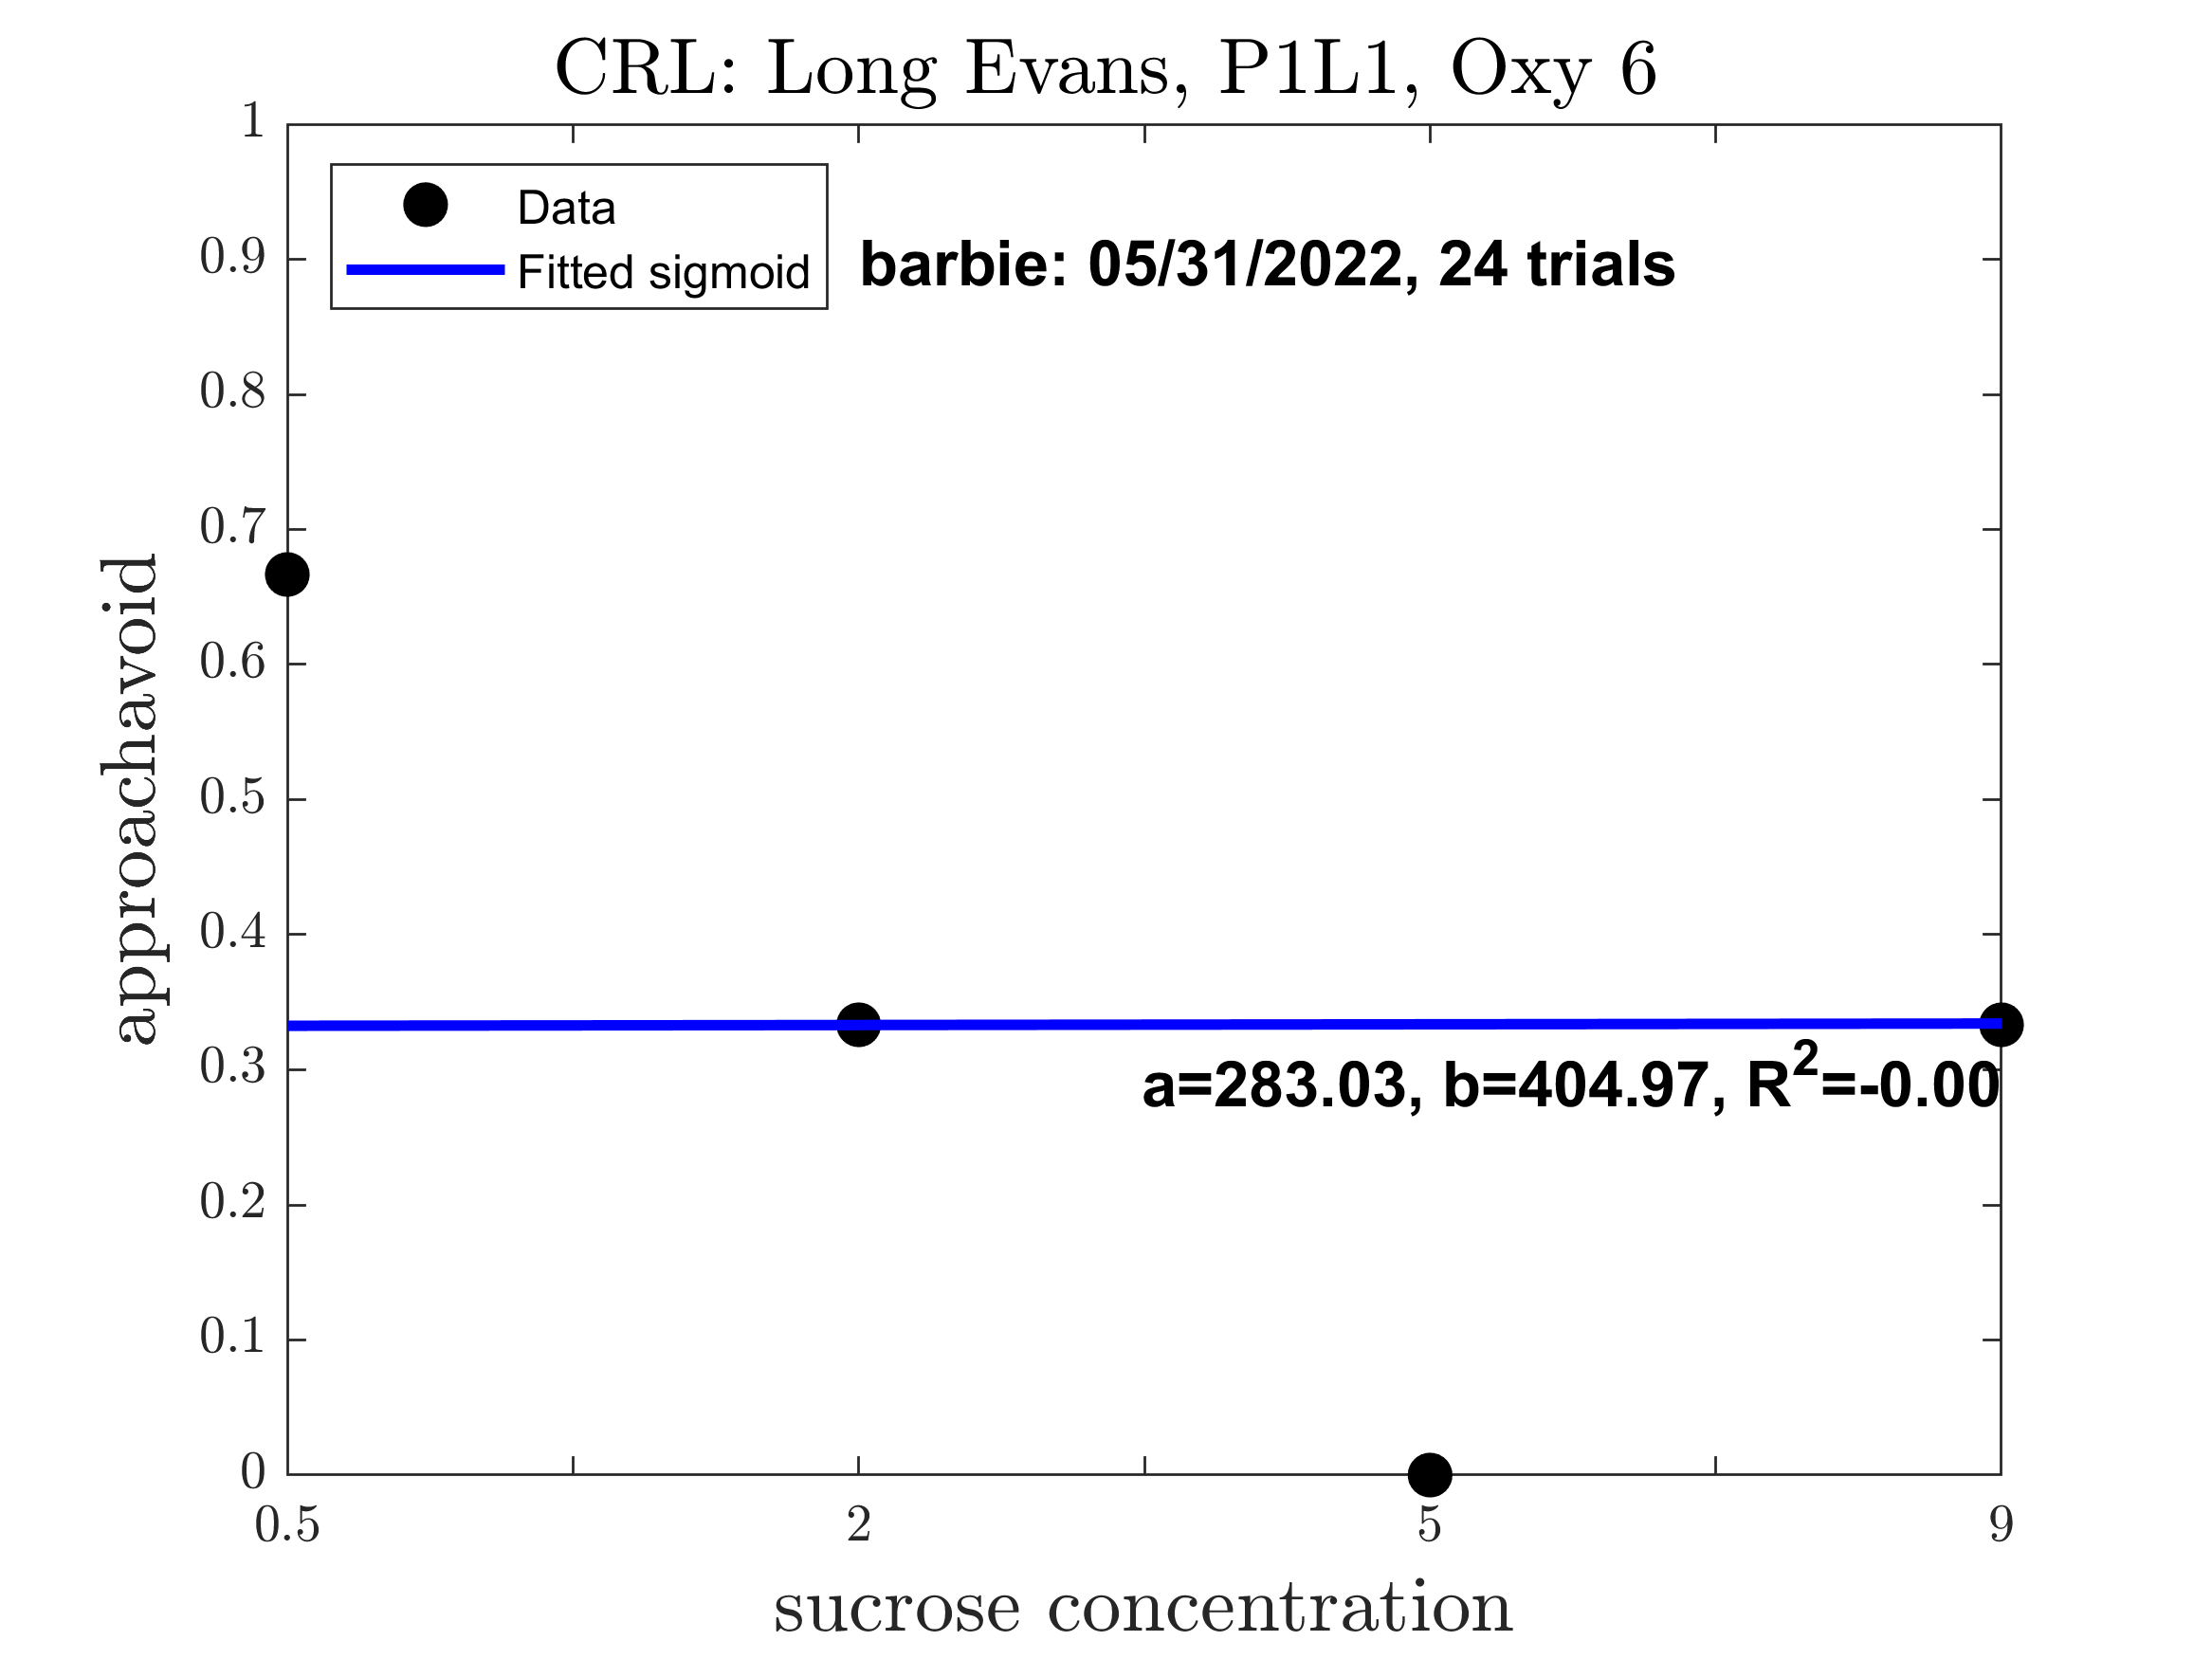 CRL: Long Evans, P1L1, Oxy 6
1
Data
Fitted sigmoid
barbie: 05/31/2022, 24 trials
0.9
0.8
0.7
0.6
0.5
0.4
0.3
0.2
0.1
0
approachavoid
a=283.03, b=404.97, R²=-0.00
0.5 2 5 9
sucrose concentration